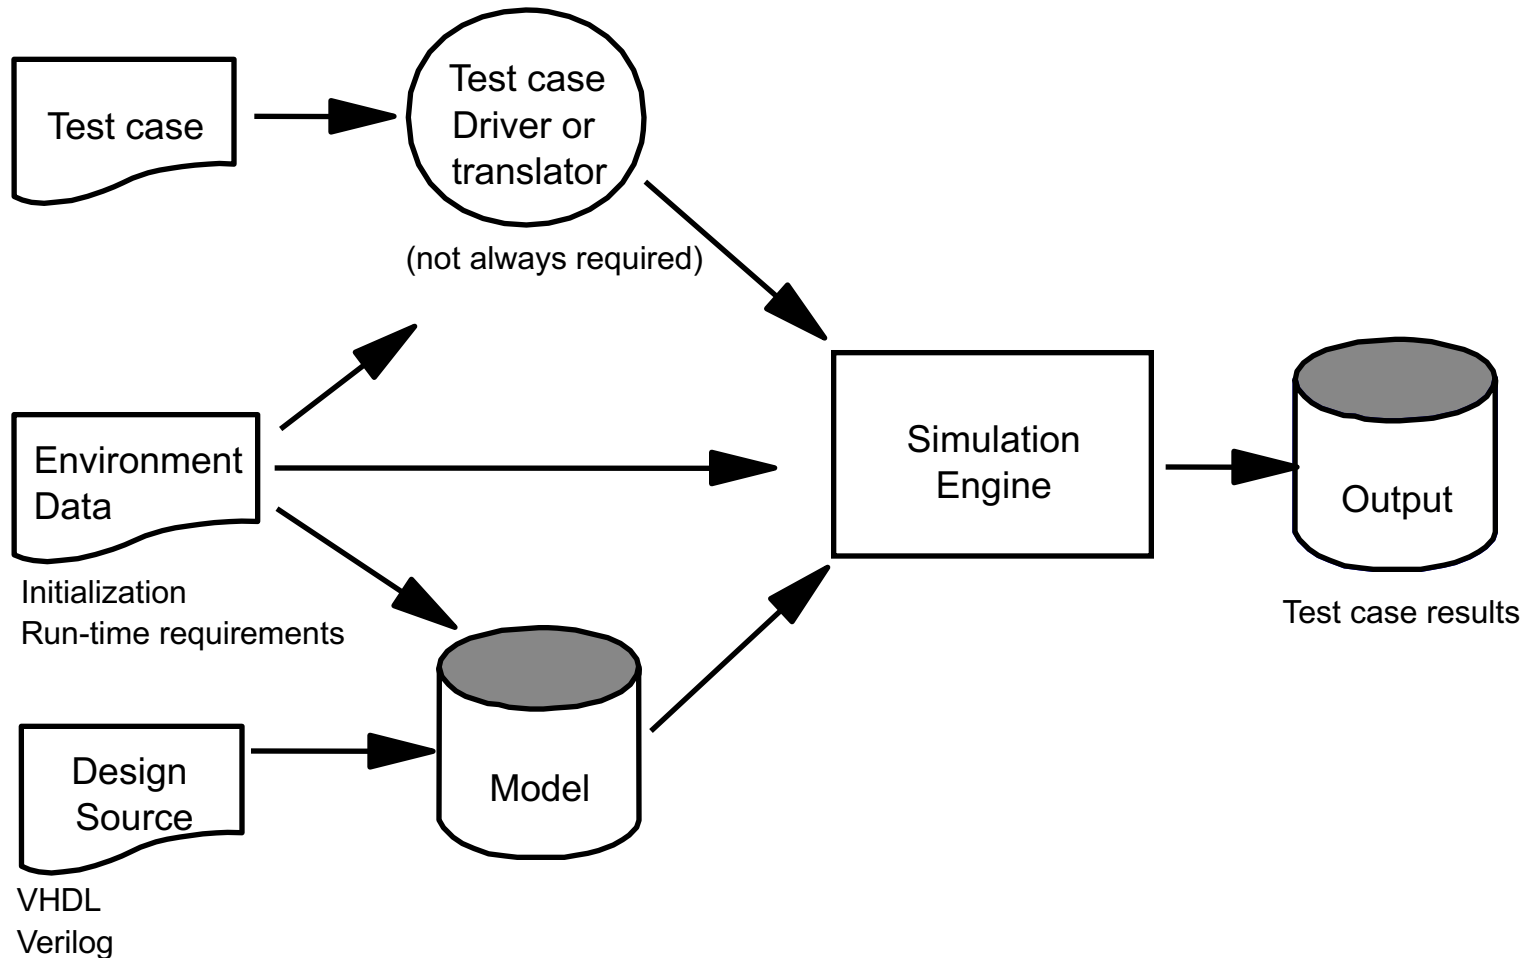 Test case
Test case
Driver or
translator
(not always required)
Environment
Data
Initialization
Run-time requirements
Simulation
Engine
Output
Test case results
Design
Source
VHDL
Verilog
Model